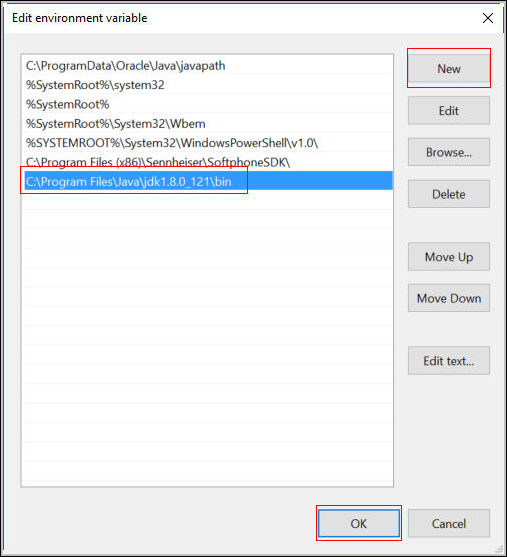 Edit environment variable
C:\ProgramData\Oracle\Java\javapath
%SystemRoot%\system32
%SystemRoot%
%SystemRoot%\System32\Wbem
%SYSTEMROOT%\System32\WindowsPowerShell\v1.0\
C:\Program Files (x86)\Sennheiser\SoftphoneSDK\
C:\Program Files\Java\jdk1.8.0_121\bin
New
Edit
Browse...
Delete
Move Up
Move Down
Edit text...
OK
Cancel